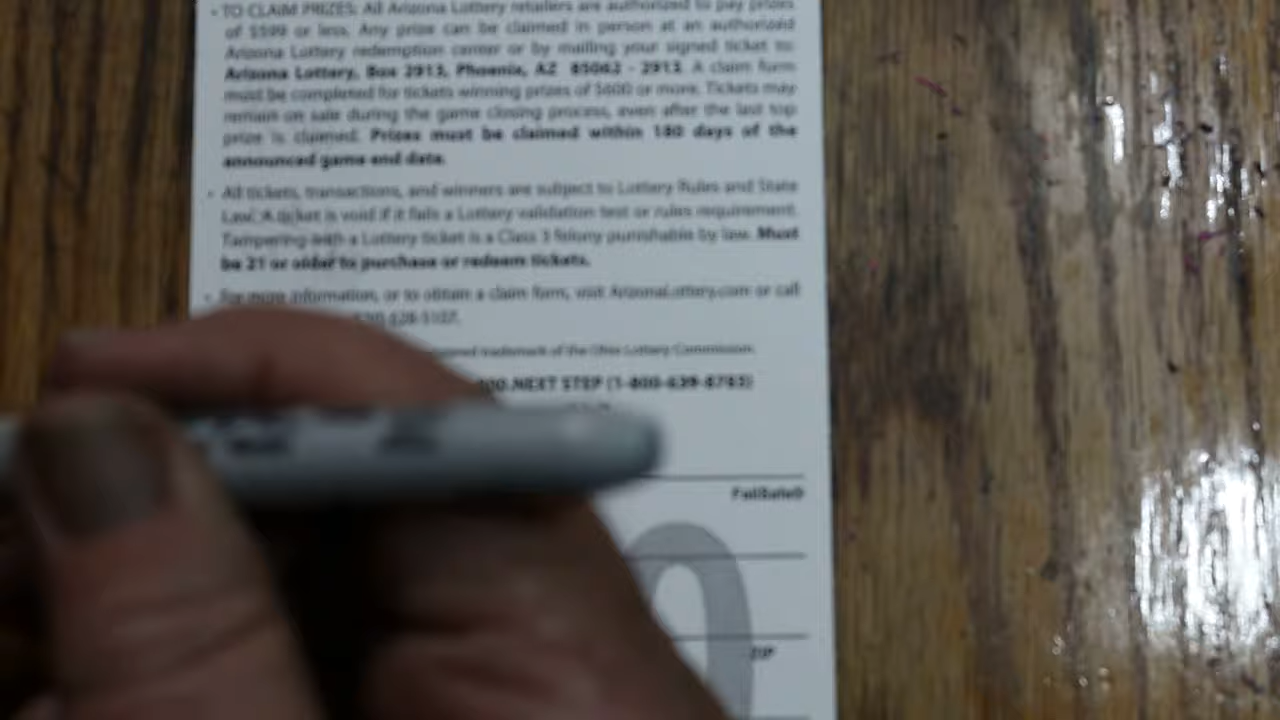 • TO CLAIM PRIZES: All Arizona Lottery retailers are authorized to pay prizes
of $599 or less. Any prize can be claimed in person at an authorized
Arizona Lottery redemption center or by mailing your signed ticket to:
Arizona Lottery, Box 2913, Phoenix, AZ 85062 - 2913. A claim form
must be completed for tickets winning prizes of $600 or more. Tickets may
remain on sale during the game closing process, even after the last top
prize is claimed. Prizes must be claimed within 180 days of the
announced game end date.
• All tickets, transactions, and winners are subject to Lottery Rules and State
Law. A ticket is void if it fails a Lottery validation test or rules requirement.
Tampering with a Lottery ticket is a Class 3 felony punishable by law. Must
be 21 or older to purchase or redeem tickets.
• For more information, or to obtain a claim form, visit ArizonaLottery.com or call
628-5107.
trademark of the Ohio Lottery Commission.
NEXT STEP (1-800-639-8783)
ZIP